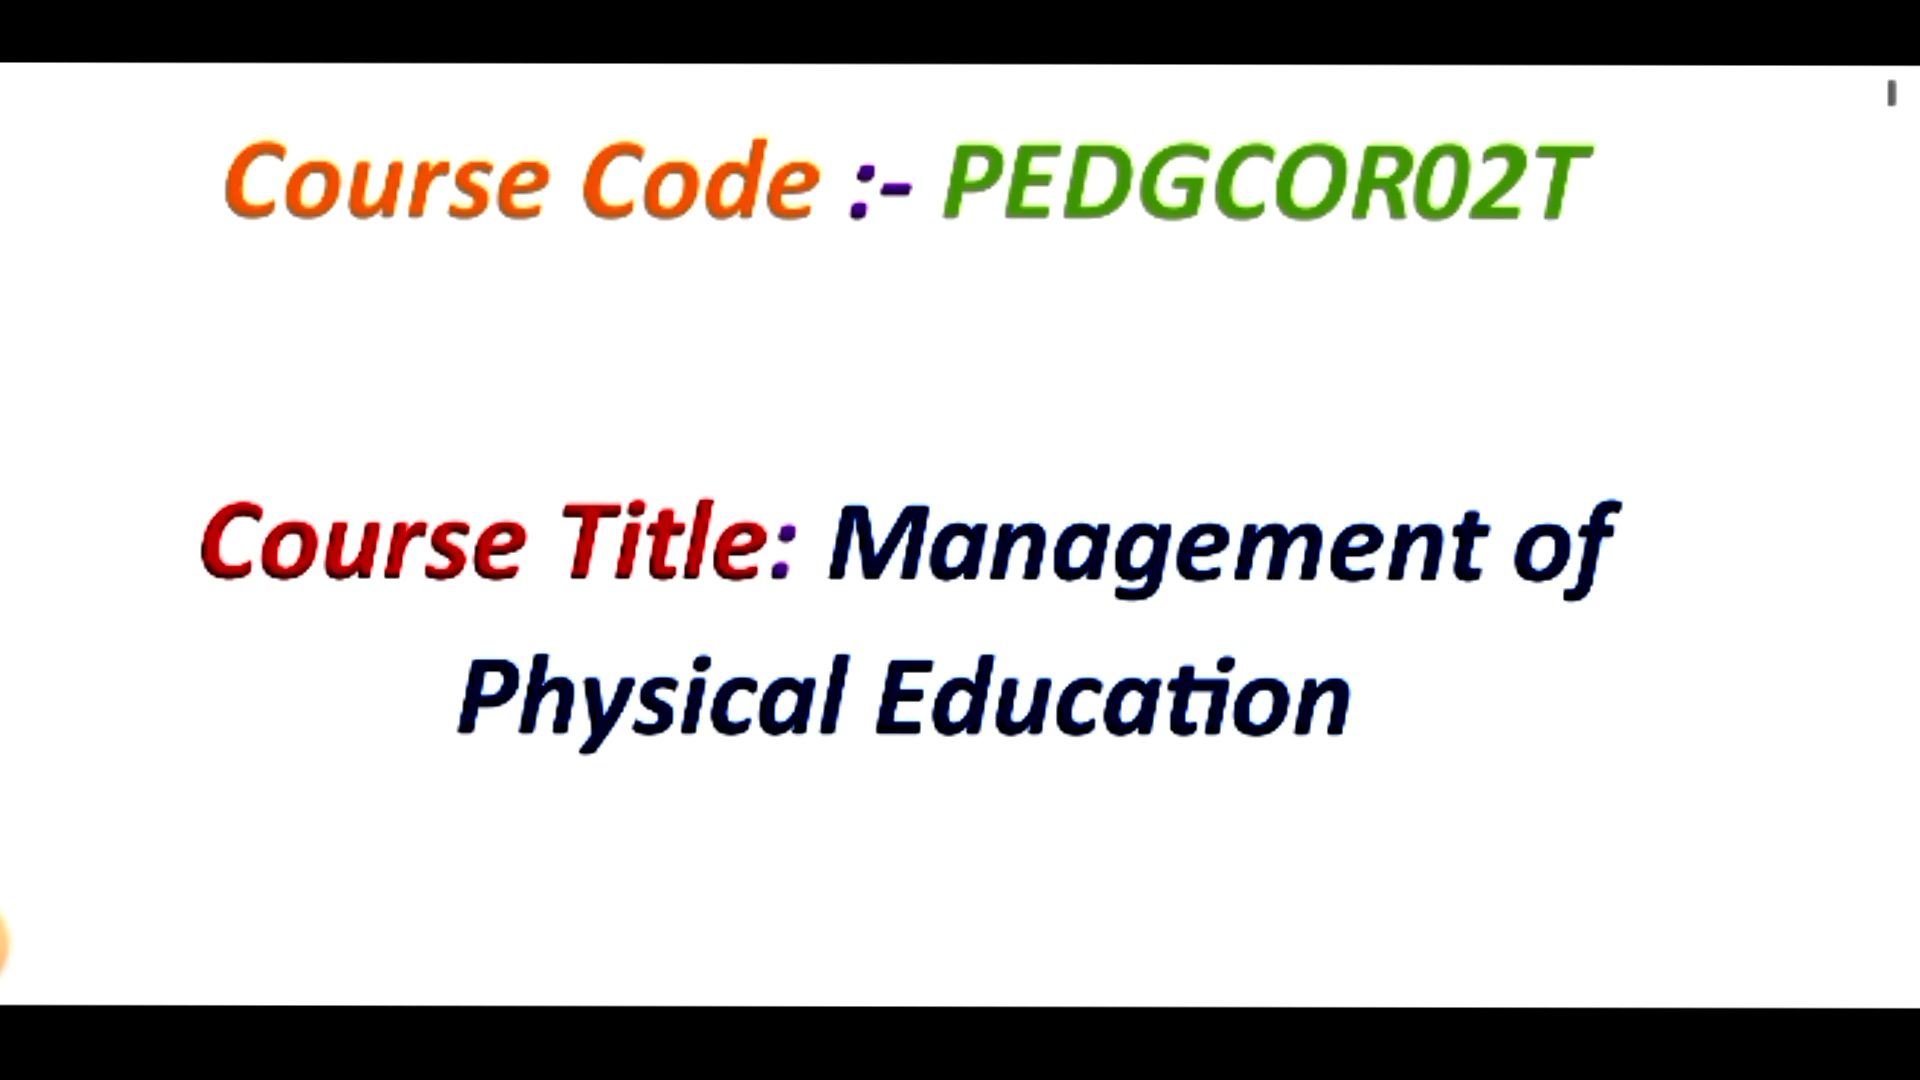 Course Code :- PEDGCOR02T
Course Title: Management of
Physical Education